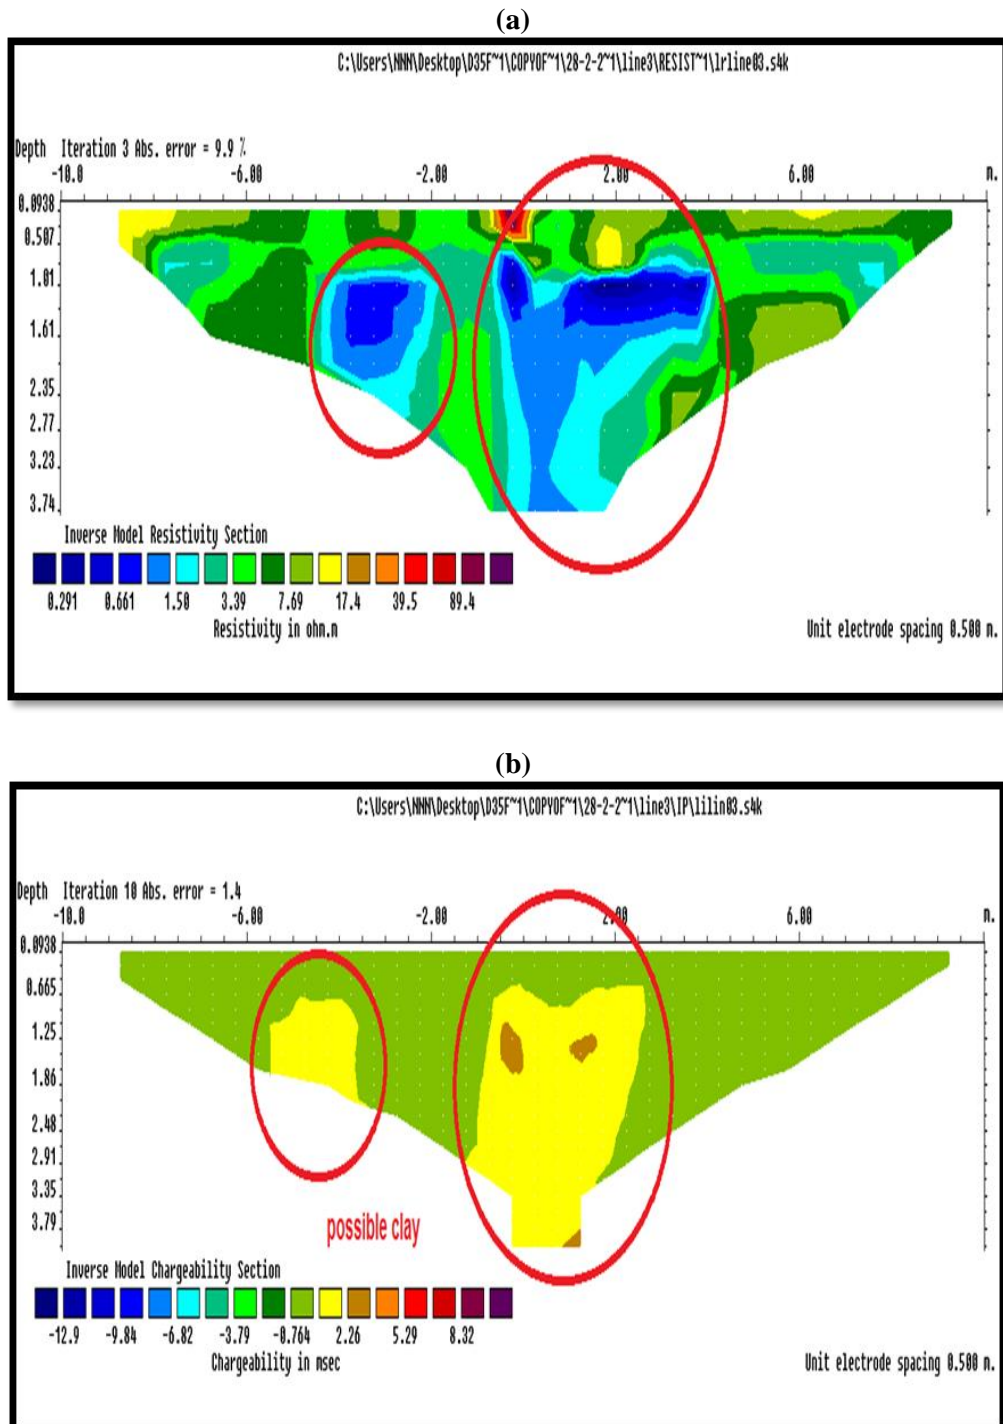 (a)
C:\Users\NNN\Desktop\D35F~1\COPYOF~1\28-2-2~1\line3\RESIST~1\lrline03.s4k
Depth Iteration 3 Abs. error = 9.9 %
-10.0 -6.00 -2.00 2.00 6.00 m.
0.0938
0.507
1.01
1.61
2.35
2.77
3.23
3.74
Inverse Model Resistivity Section
0.291 0.661 1.50 3.39 7.69 17.4 39.5 89.4
Resistivity in ohm.m
Unit electrode spacing 0.500 m.
(b)
C:\Users\NNN\Desktop\D35F~1\COPYOF~1\28-2-2~1\line3\IP\lilin03.s4k
Depth Iteration 10 Abs. error = 1.4
-10.0 -6.00 -2.00 2.00 6.00 m.
0.0938
0.665
1.25
1.86
2.48
2.91
3.35
3.79
possible clay
Inverse Model Chargeability Section
-12.9 -9.84 -6.82 -3.79 -0.764 2.26 5.29 8.32
Chargeability in msec
Unit electrode spacing 0.500 m.